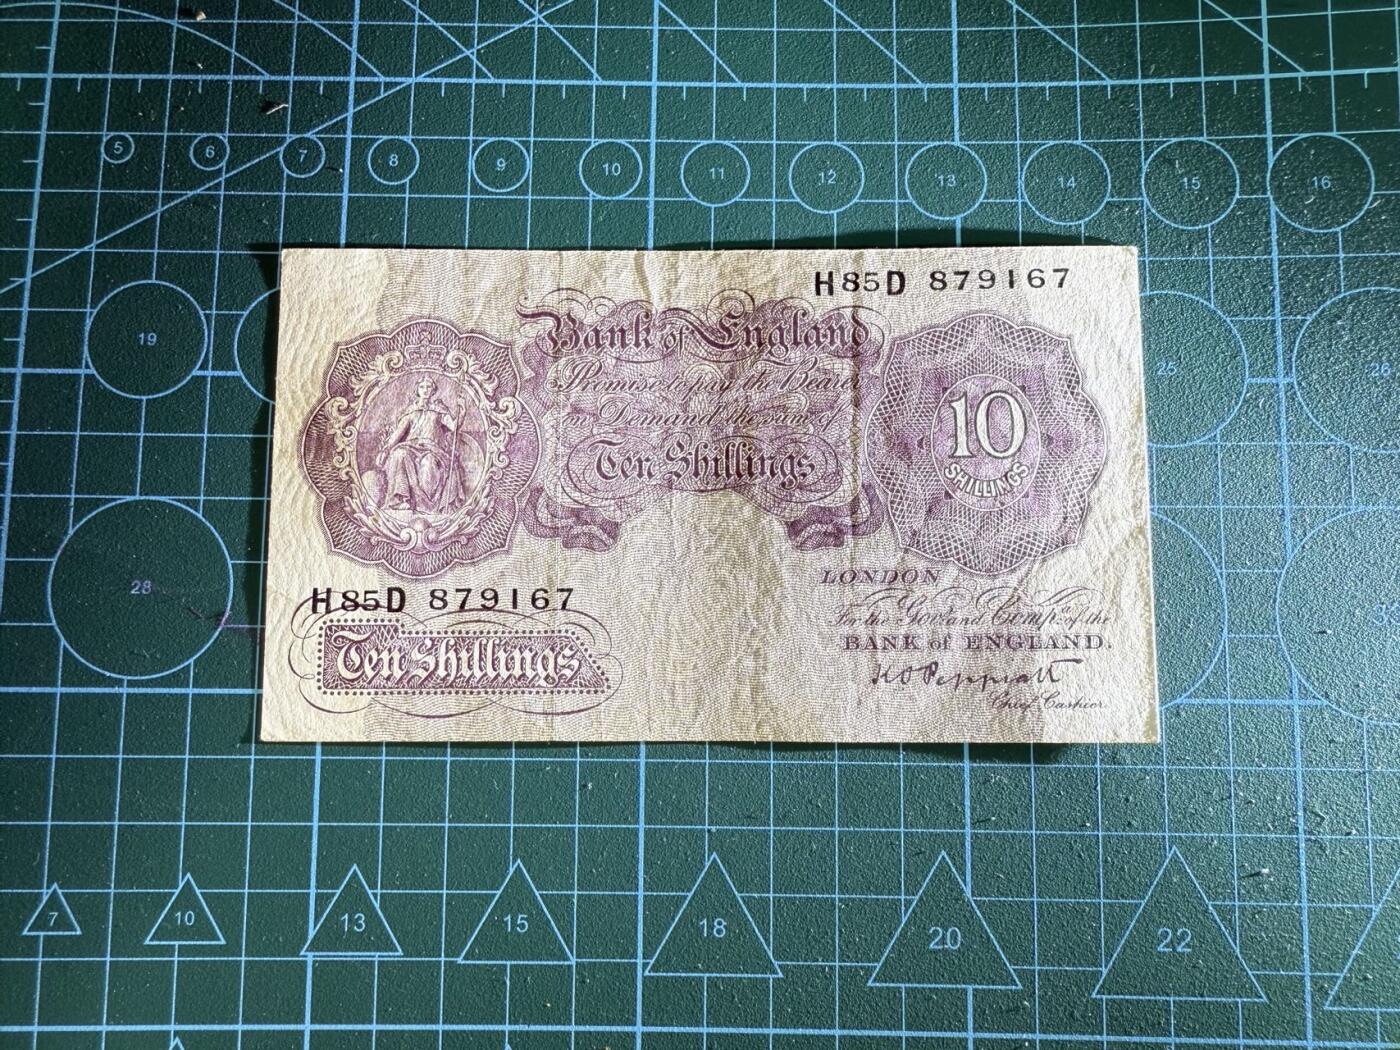 5 6 7 8 9 10 11 12 13 14 15 16
H85D 879167
Bank of England
Promise to pay the Bearer
on Demand the sum of
Ten Shillings
10
SHILLINGS
19
25
26
28
LONDON
For the Govr and Compa of the
BANK of ENGLAND.
K O Peppiatt
Chief Cashier.
H85D 879167
Ten Shillings
7 10 13 15 18 20 22